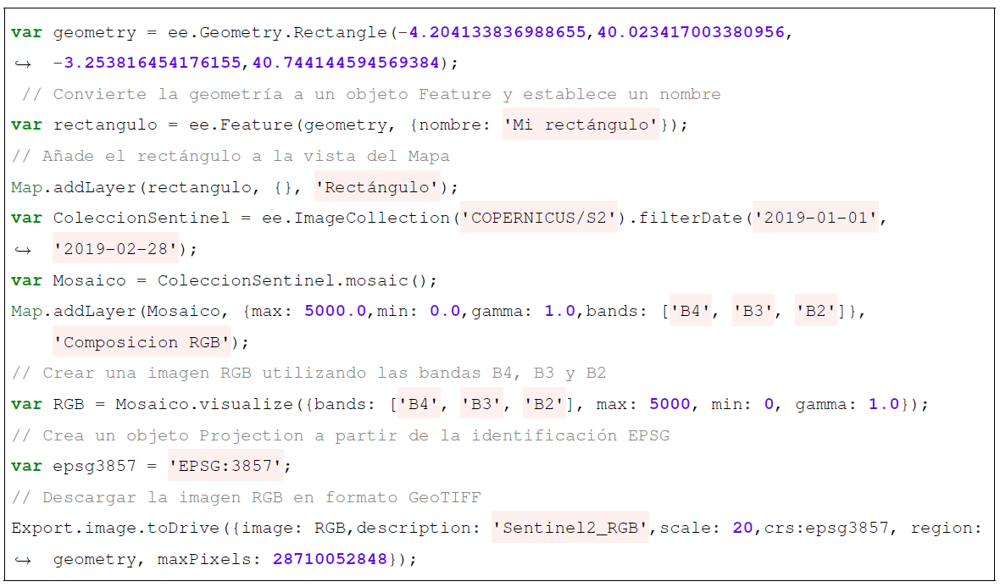 var geometry = ee.Geometry.Rectangle(-4.204133836988655,40.023417003380956,
↪ -3.253816454176155,40.744144594569384);
// Convierte la geometría a un objeto Feature y establece un nombre
var rectangulo = ee.Feature(geometry, {nombre: 'Mi rectángulo'});
// Añade el rectángulo a la vista del Mapa
Map.addLayer(rectangulo, {}, 'Rectángulo');
var ColeccionSentinel = ee.ImageCollection('COPERNICUS/S2').filterDate('2019-01-01',
↪ '2019-02-28');
var Mosaico = ColeccionSentinel.mosaic();
Map.addLayer(Mosaico, {max: 5000.0,min: 0.0,gamma: 1.0,bands: ['B4', 'B3', 'B2']},
'Composicion RGB');
// Crear una imagen RGB utilizando las bandas B4, B3 y B2
var RGB = Mosaico.visualize({bands: ['B4', 'B3', 'B2'], max: 5000, min: 0, gamma: 1.0});
// Crea un objeto Projection a partir de la identificación EPSG
var epsg3857 = 'EPSG:3857';
// Descargar la imagen RGB en formato GeoTIFF
Export.image.toDrive({image: RGB,description: 'Sentinel2_RGB',scale: 20,crs:epsg3857, region:
↪ geometry, maxPixels: 28710052848});